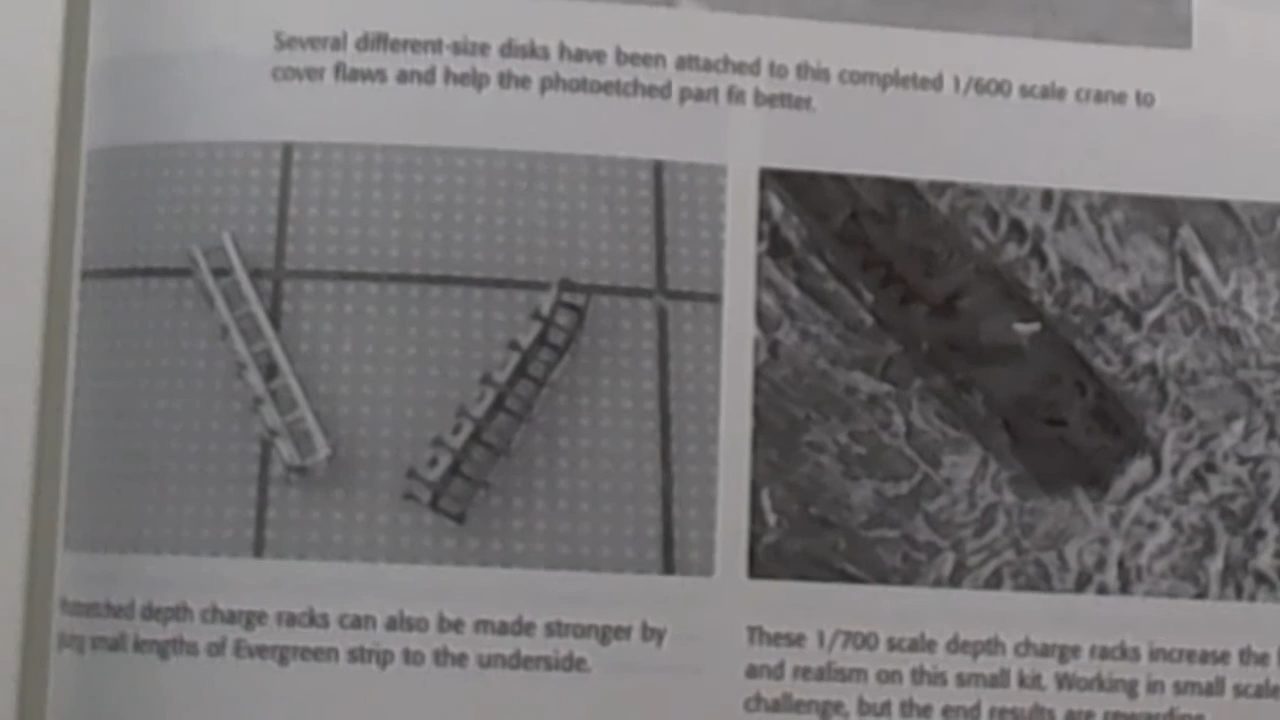 Several different-size disks have been attached to this completed 1/600 scale crane to
cover flaws and help the photoetched part fit better.
depth charge racks can also be made stronger by
small lengths of Evergreen strip to the underside.
These 1/700 scale depth charge racks increase the
and realism on this small kit. Working in small scale
challenge, but the end results are rewarding